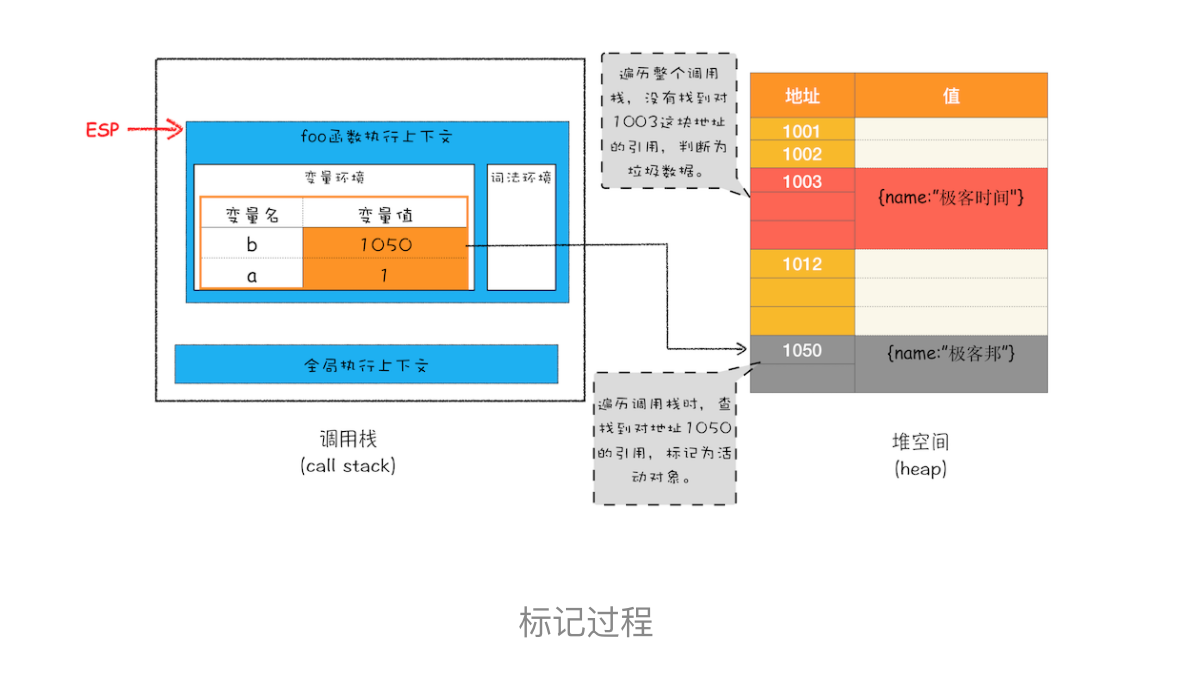 ESP
foo函数执行上下文
变量环境
词法环境
变量名 变量值
b 1050
a 1
全局执行上下文
调用栈
(call stack)
遍历整个调用
栈，没有找到对
1003这块地址
的引用，判断为
垃圾数据。
遍历调用栈时，查
找到对地址1050
的引用，标记为活
动对象。
地址 值
1001
1002
1003 {name:"极客时间"}
1012
1050 {name:"极客邦"}
堆空间
(heap)
标记过程